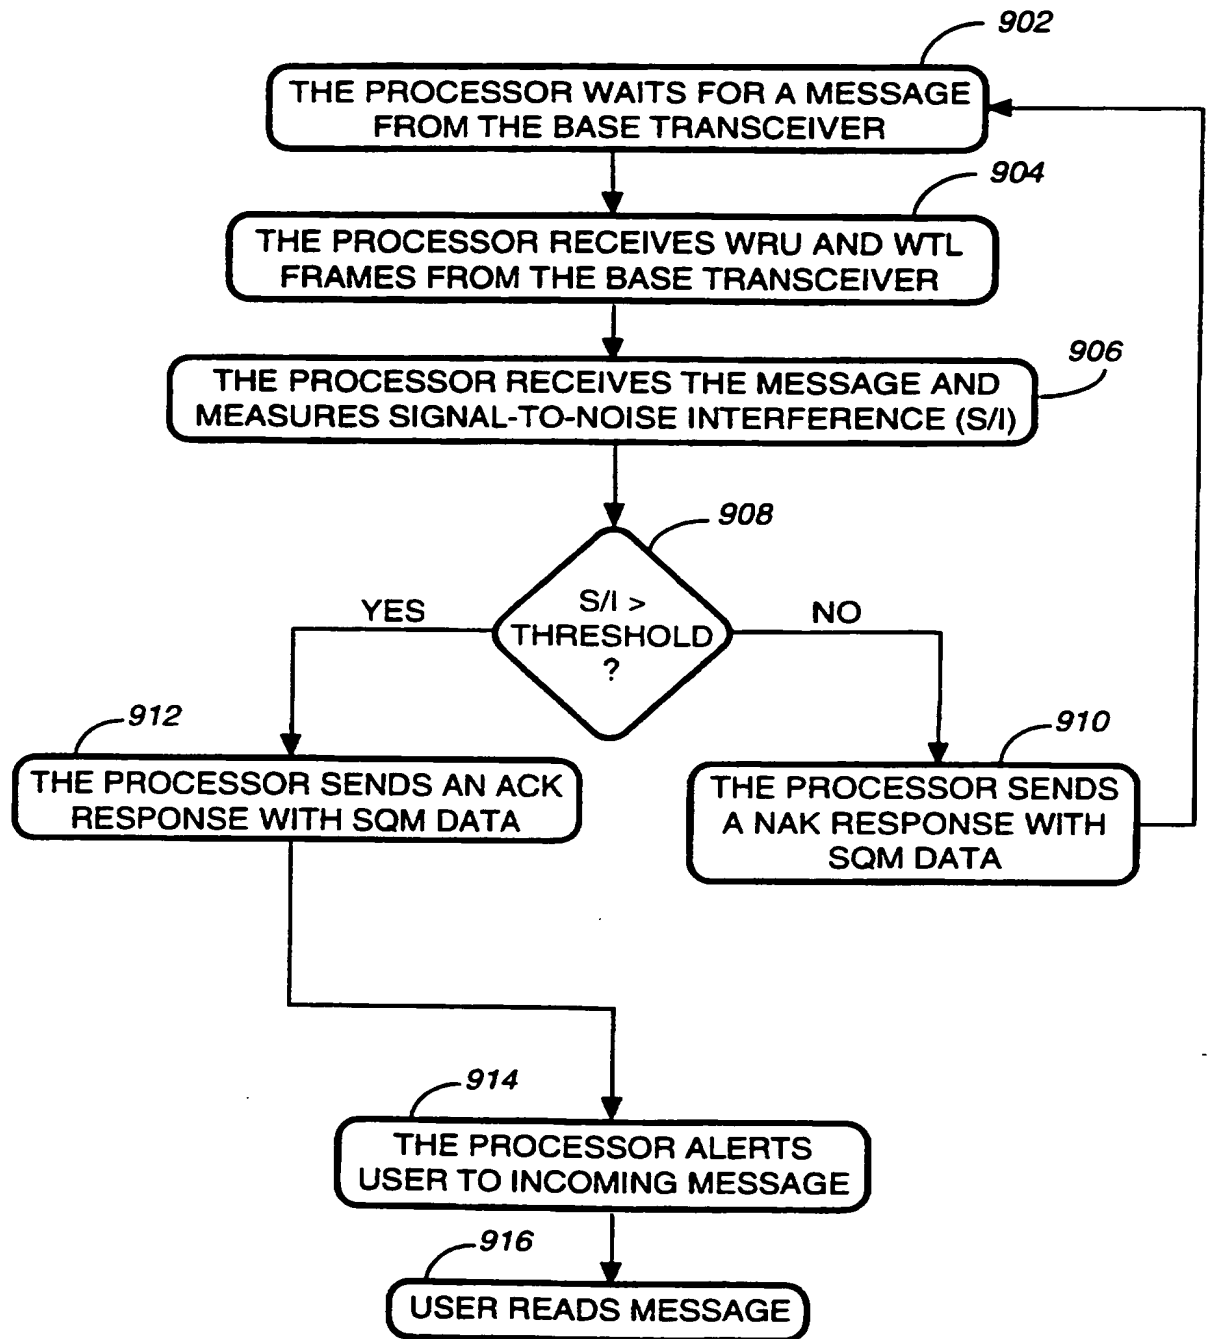 902
THE PROCESSOR WAITS FOR A MESSAGE
FROM THE BASE TRANSCEIVER
904
THE PROCESSOR RECEIVES WRU AND WTL
FRAMES FROM THE BASE TRANSCEIVER
906
THE PROCESSOR RECEIVES THE MESSAGE AND
MEASURES SIGNAL-TO-NOISE INTERFERENCE (S/I)
908
S/I >
THRESHOLD
?
YES
NO
912
THE PROCESSOR SENDS AN ACK
RESPONSE WITH SQM DATA
910
THE PROCESSOR SENDS
A NAK RESPONSE WITH
SQM DATA
914
THE PROCESSOR ALERTS
USER TO INCOMING MESSAGE
916
USER READS MESSAGE